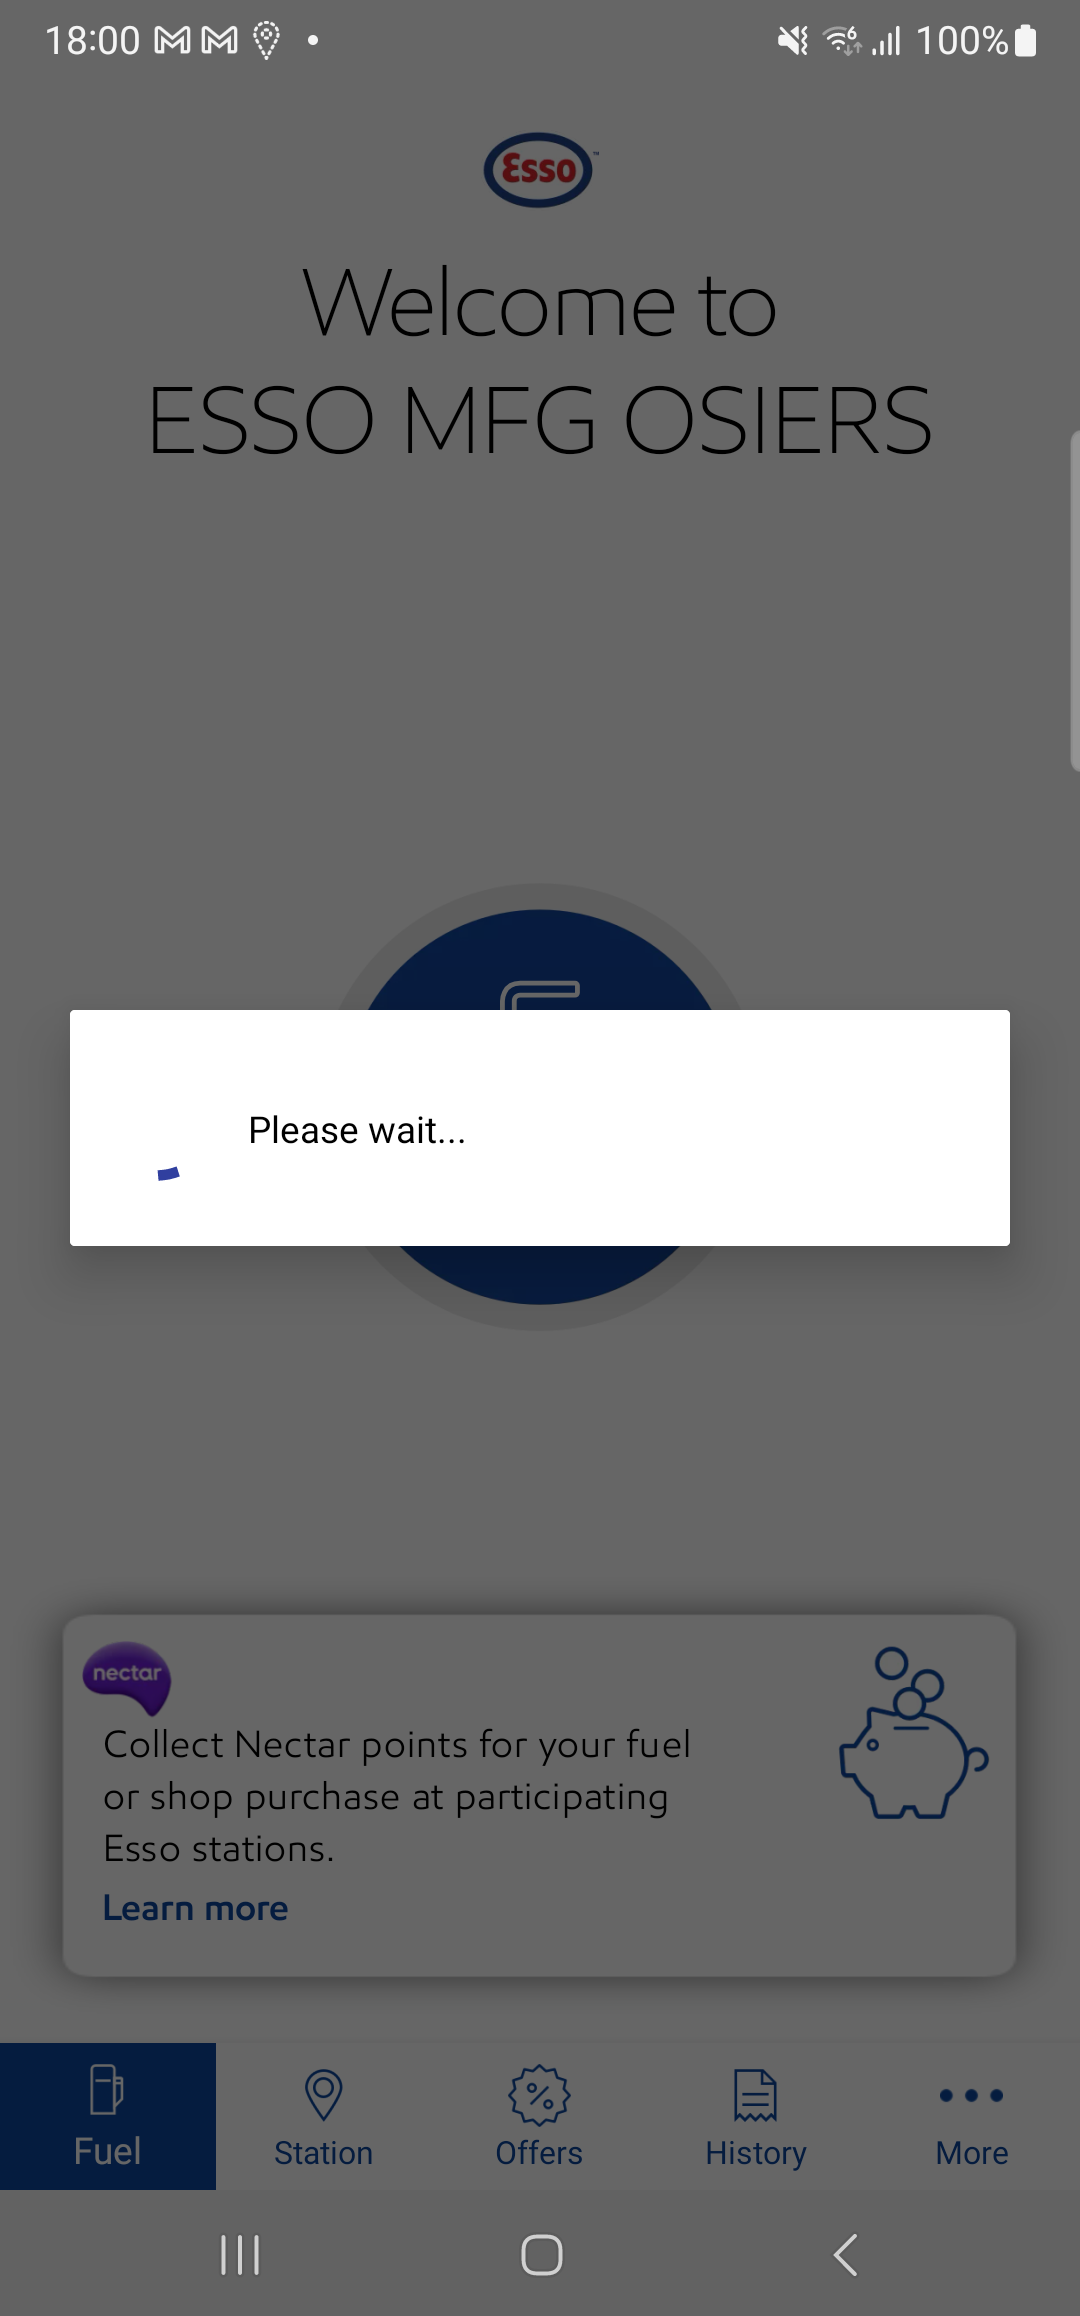 18:00
6
100%
Esso
Welcome to
ESSO MFG OSIERS
Please wait...
nectar
Collect Nectar points for your fuel
or shop purchase at participating
Esso stations.
Learn more
Fuel
Station
Offers
History
More